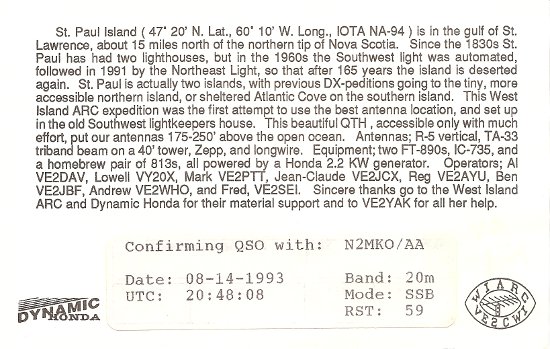 St. Paul Island ( 47° 20' N. Lat., 60° 10' W. Long., IOTA NA-94 ) is in the gulf of St.
Lawrence, about 15 miles north of the northern tip of Nova Scotia. Since the 1830s St.
Paul has had two lighthouses, but in the 1960s the Southwest light was automated,
followed in 1991 by the Northeast Light, so that after 165 years the island is deserted
again. St. Paul is actually two islands, with previous DX-peditions going to the tiny, more
accessible northern island, or sheltered Atlantic Cove on the southern island. This West
Island ARC expedition was the first attempt to use the best antenna location, and set up
in the old Southwest lightkeepers house. This beautiful QTH , accessible only with much
effort, put our antennas 175-250' above the open ocean. Antennas; R-5 vertical, TA-33
triband beam on a 40' tower, Zepp, and longwire. Equipment; two FT-890s, IC-735, and
a homebrew pair of 813s, all powered by a Honda 2.2 KW generator. Operators; Al
VE2DAV, Lowell VY20X, Mark VE2PTT, Jean-Claude VE2JCX, Reg VE2AYU, Ben
VE2JBF, Andrew VE2WHO, and Fred, VE2SEI. Sincere thanks go to the West Island
ARC and Dynamic Honda for their material support and to VE2YAK for all her help.
Confirming QSO with: N2MKO/AA
Date: 08-14-1993 Band: 20m
UTC: 20:48:08 Mode: SSB
RST: 59
DYNAMIC
HONDA
WIARC
VE2CWI